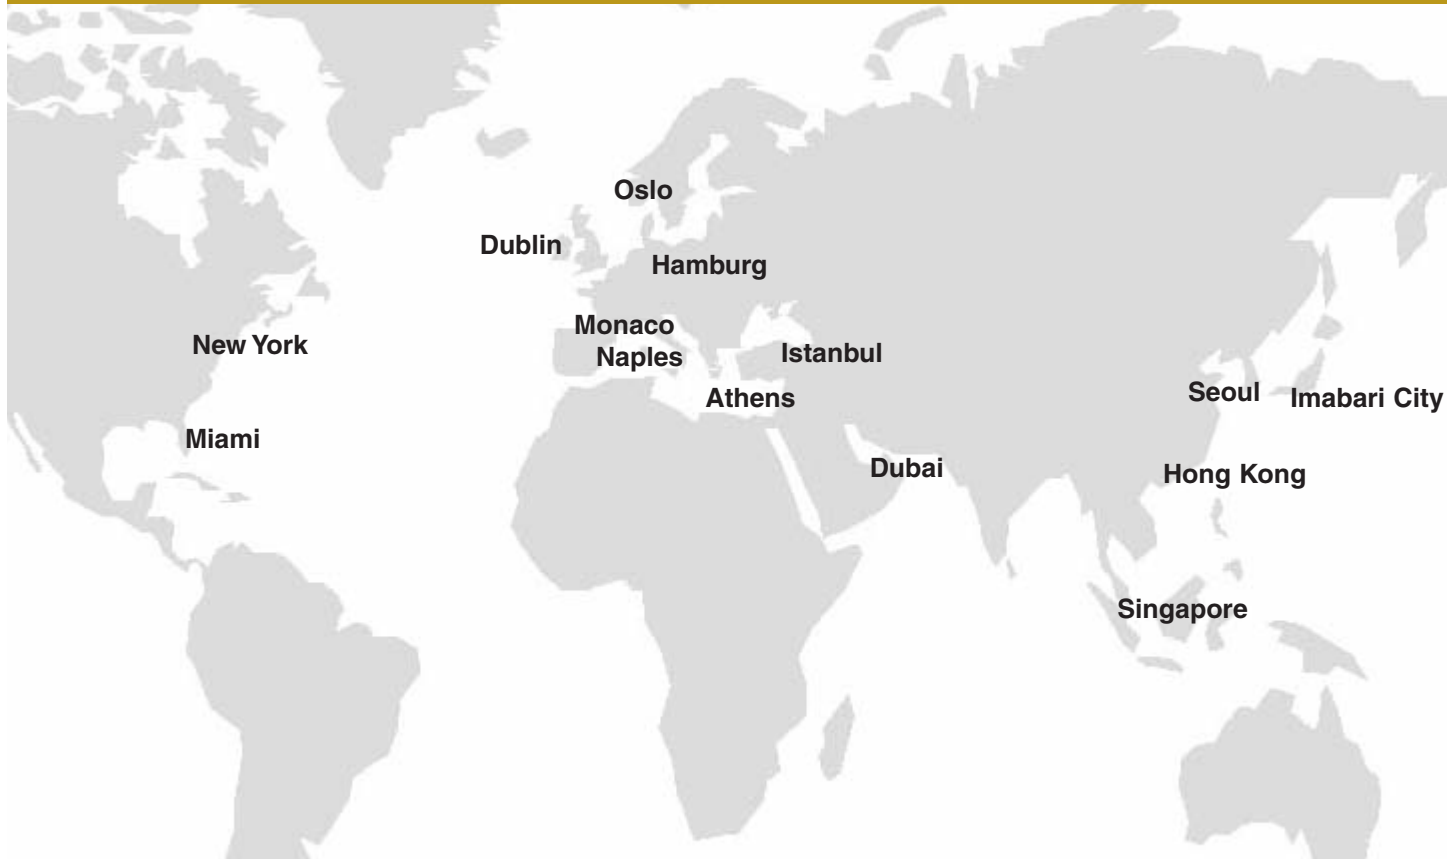 Oslo
Dublin
Hamburg
Monaco
New York
Istanbul
Naples
Seoul
Imabari City
Athens
Miami
Dubai
Hong Kong
Singapore